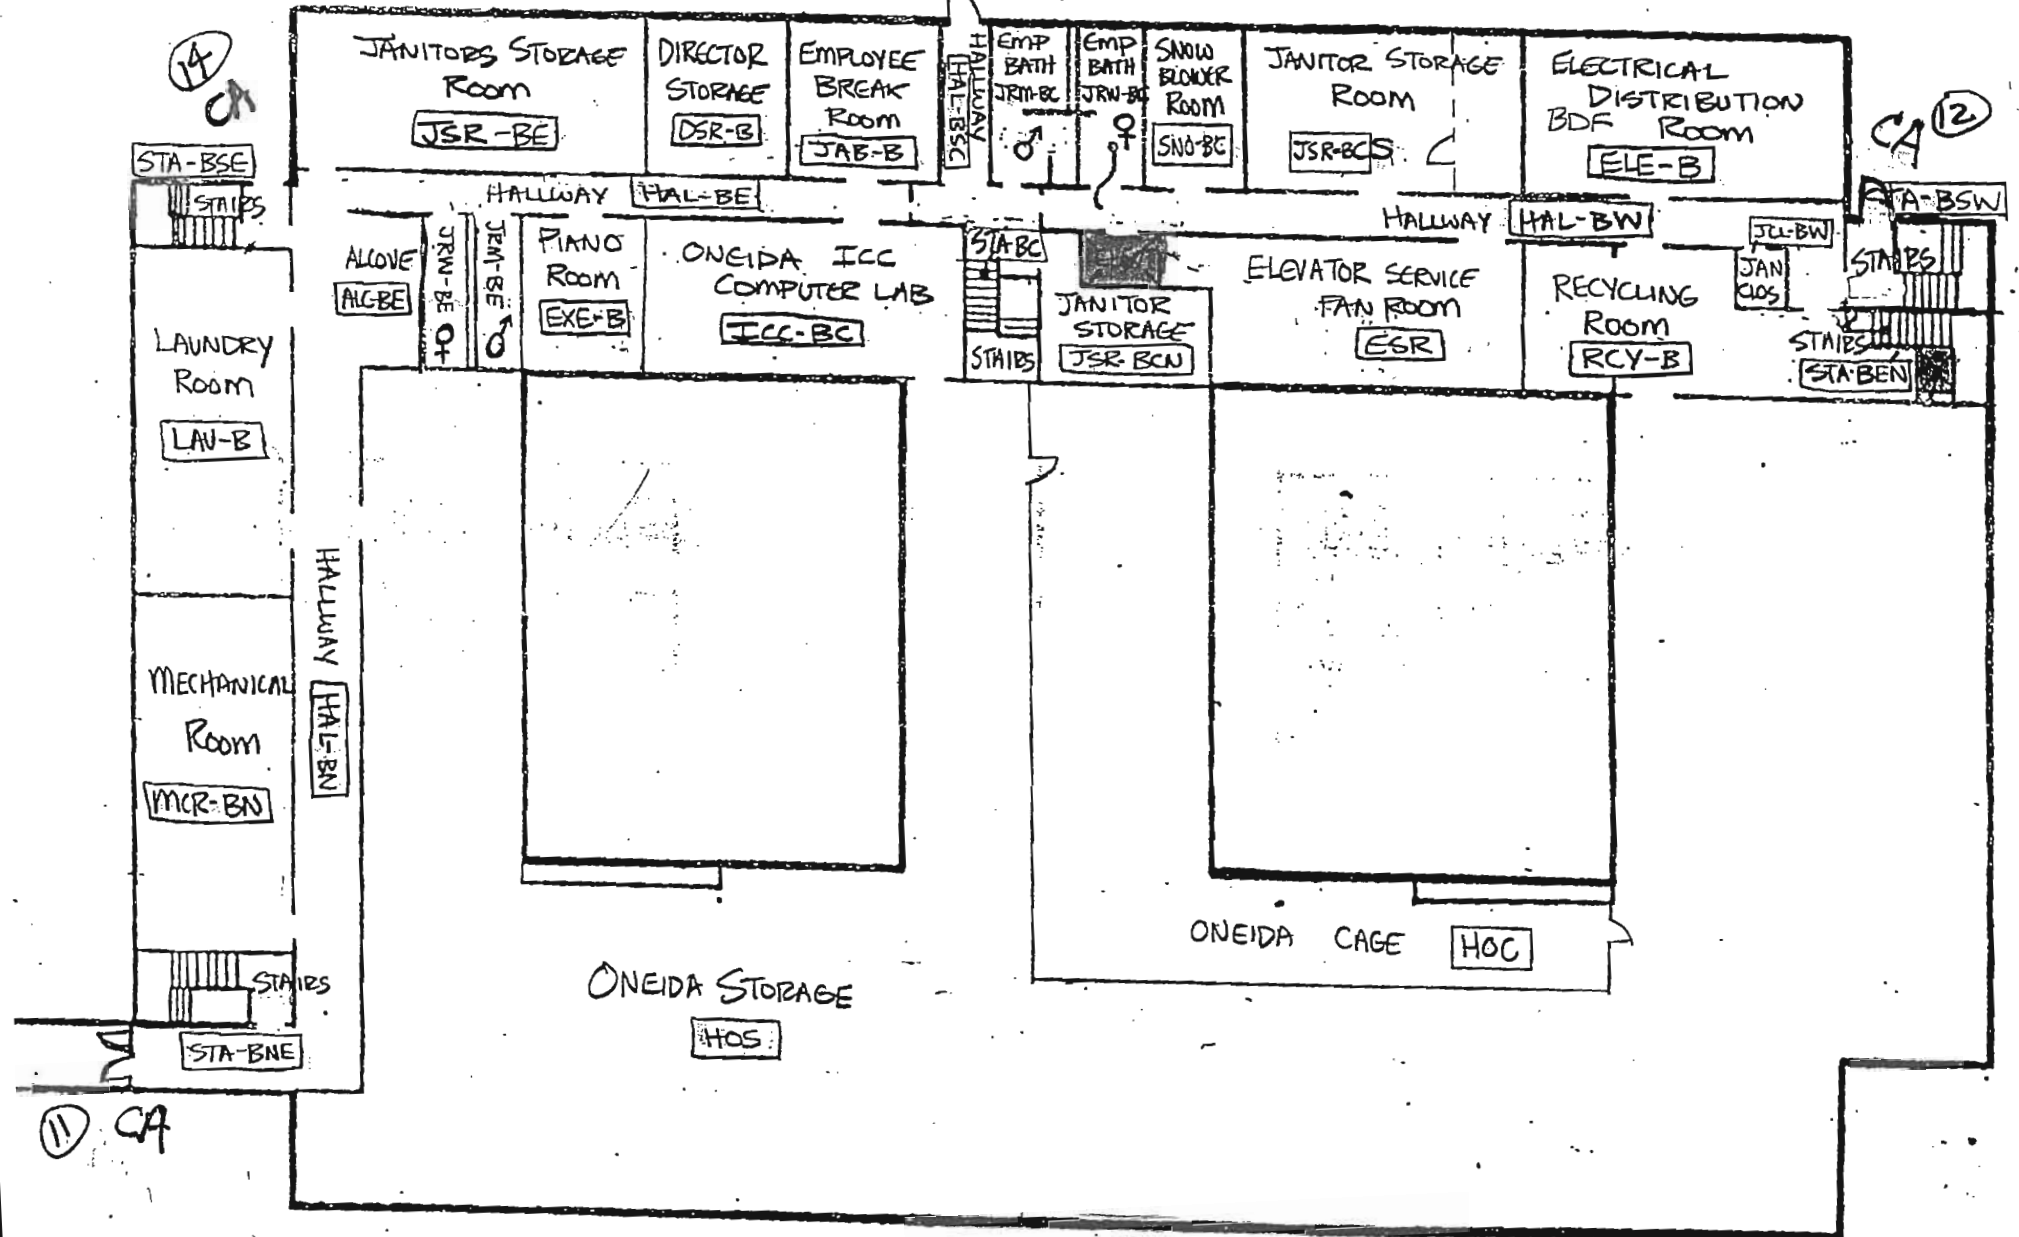 14
CA
JANITORS STORAGE
ROOM
JSR-BE
DIRECTOR
STORAGE
DSR-B
EMPLOYEE
BREAK
ROOM
JAB-B
HALLWAY
HAL-BSC
EMP
BATH
JRM-BC
♂
EMP
BATH
JRW-BC
♀
SNOW
BLOWER
ROOM
SNO-BC
JANITOR STORAGE
ROOM
JSR-BCS
ELECTRICAL
DISTRIBUTION
BDF ROOM
ELE-B
CA 12
STA-BSE
STAIRS
HALLWAY HAL-BE
HALLWAY HAL-BW
STA-BSW
STAIRS
ALCOVE
ALC-BE
JRW-BE ♀
JRM-BE ♂
PIANO
ROOM
EXE-B
ONEIDA ICC
COMPUTER LAB
ICC-BC
STA BC
STAIRS
JANITOR
STORAGE
JSR-BCN
ELEVATOR SERVICE
FAN ROOM
ESR
RECYCLING
ROOM
RCY-B
JCL-BW
JAN
CLOS
STAIRS
STA-BEN
LAUNDRY
ROOM
LAU-B
HALLWAY HAL-BN
MECHANICAL
ROOM
MCR-BN
STAIRS
STA-BNE
11 CA
ONEIDA STORAGE
HOS
ONEIDA CAGE HOC